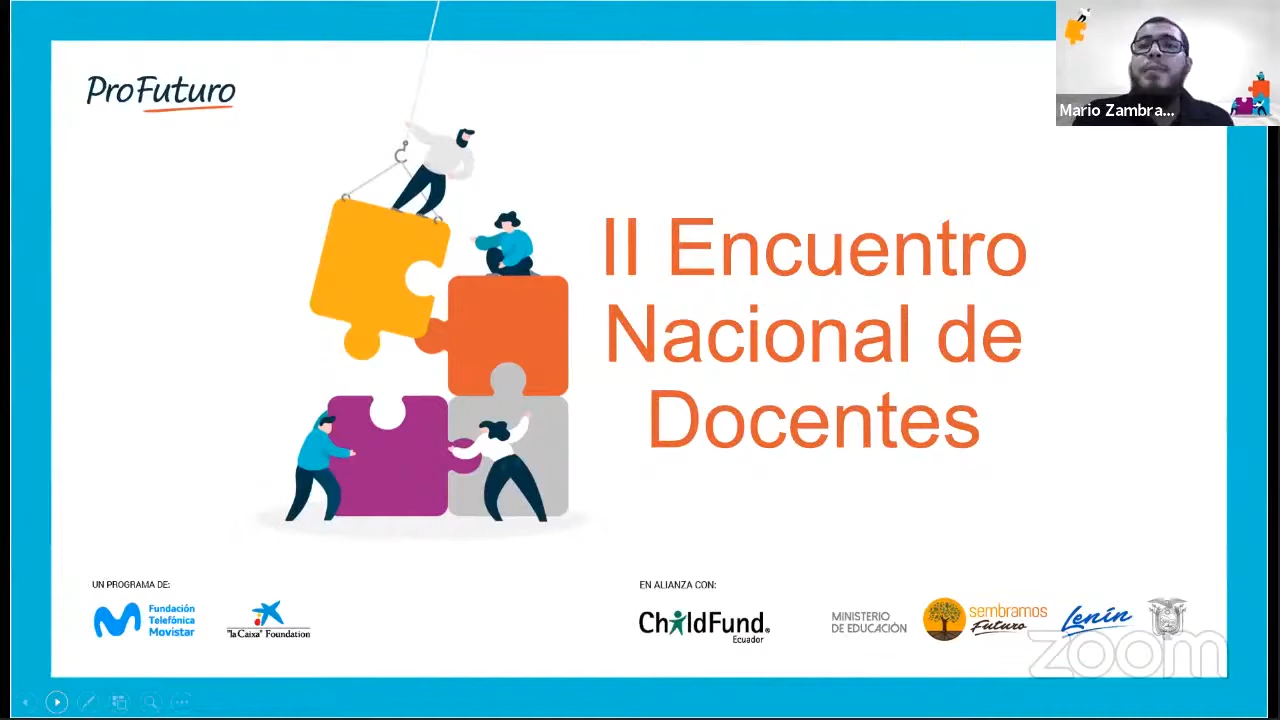 ProFuturo
Mario Zambra...
II Encuentro
Nacional de
Docentes
UN PROGRAMA DE:
Fundación
Telefónica
Movistar
"la Caixa" Foundation
EN ALIANZA CON:
ChildFund®
Ecuador
MINISTERIO
DE EDUCACIÓN
sembramos
Futuro
Lenín
zoom